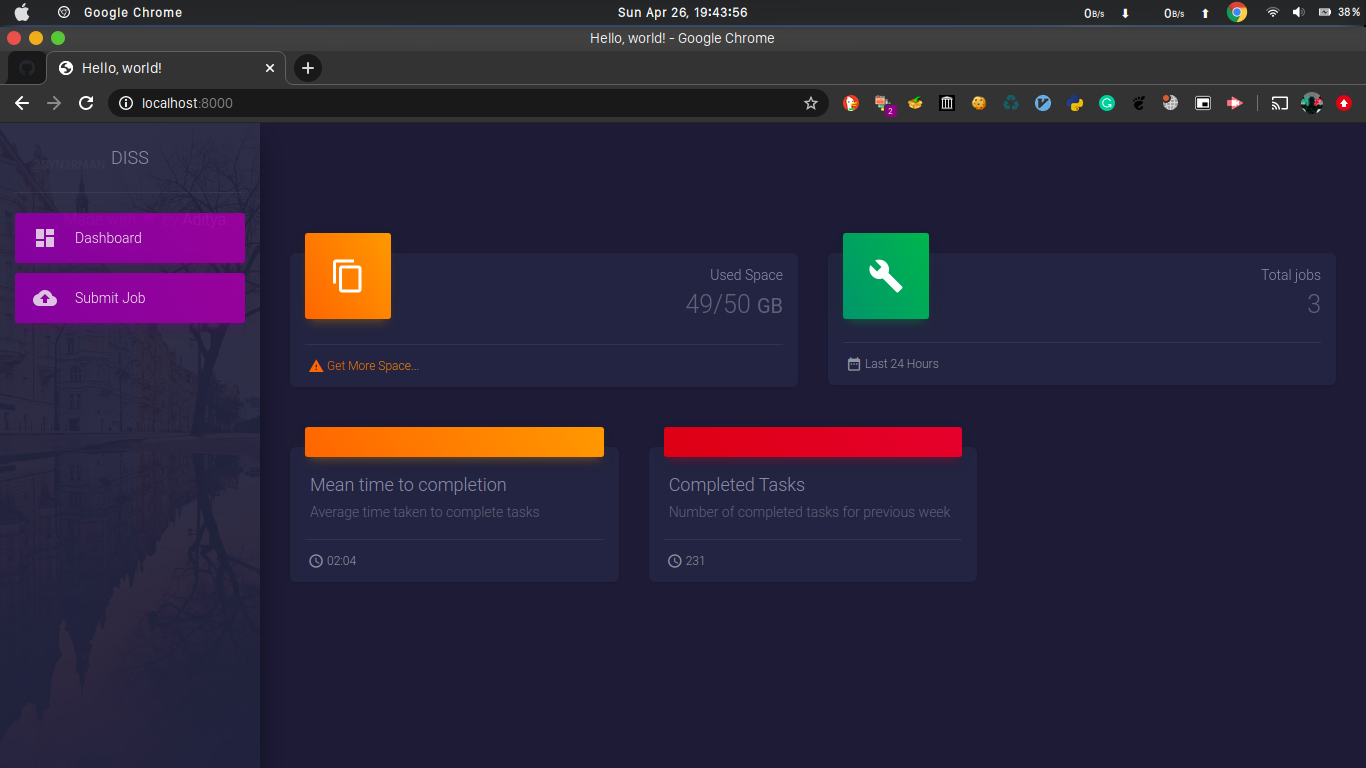 Google Chrome
Sun Apr 26, 19:43:56
0B/s 0B/s 38%
Hello, world! - Google Chrome
Hello, world!
localhost:8000
2
DISS
Aditya
Dashboard
Submit Job
Used Space
49/50 GB
Get More Space...
Total jobs
3
Last 24 Hours
Mean time to completion
Average time taken to complete tasks
02:04
Completed Tasks
Number of completed tasks for previous week
231